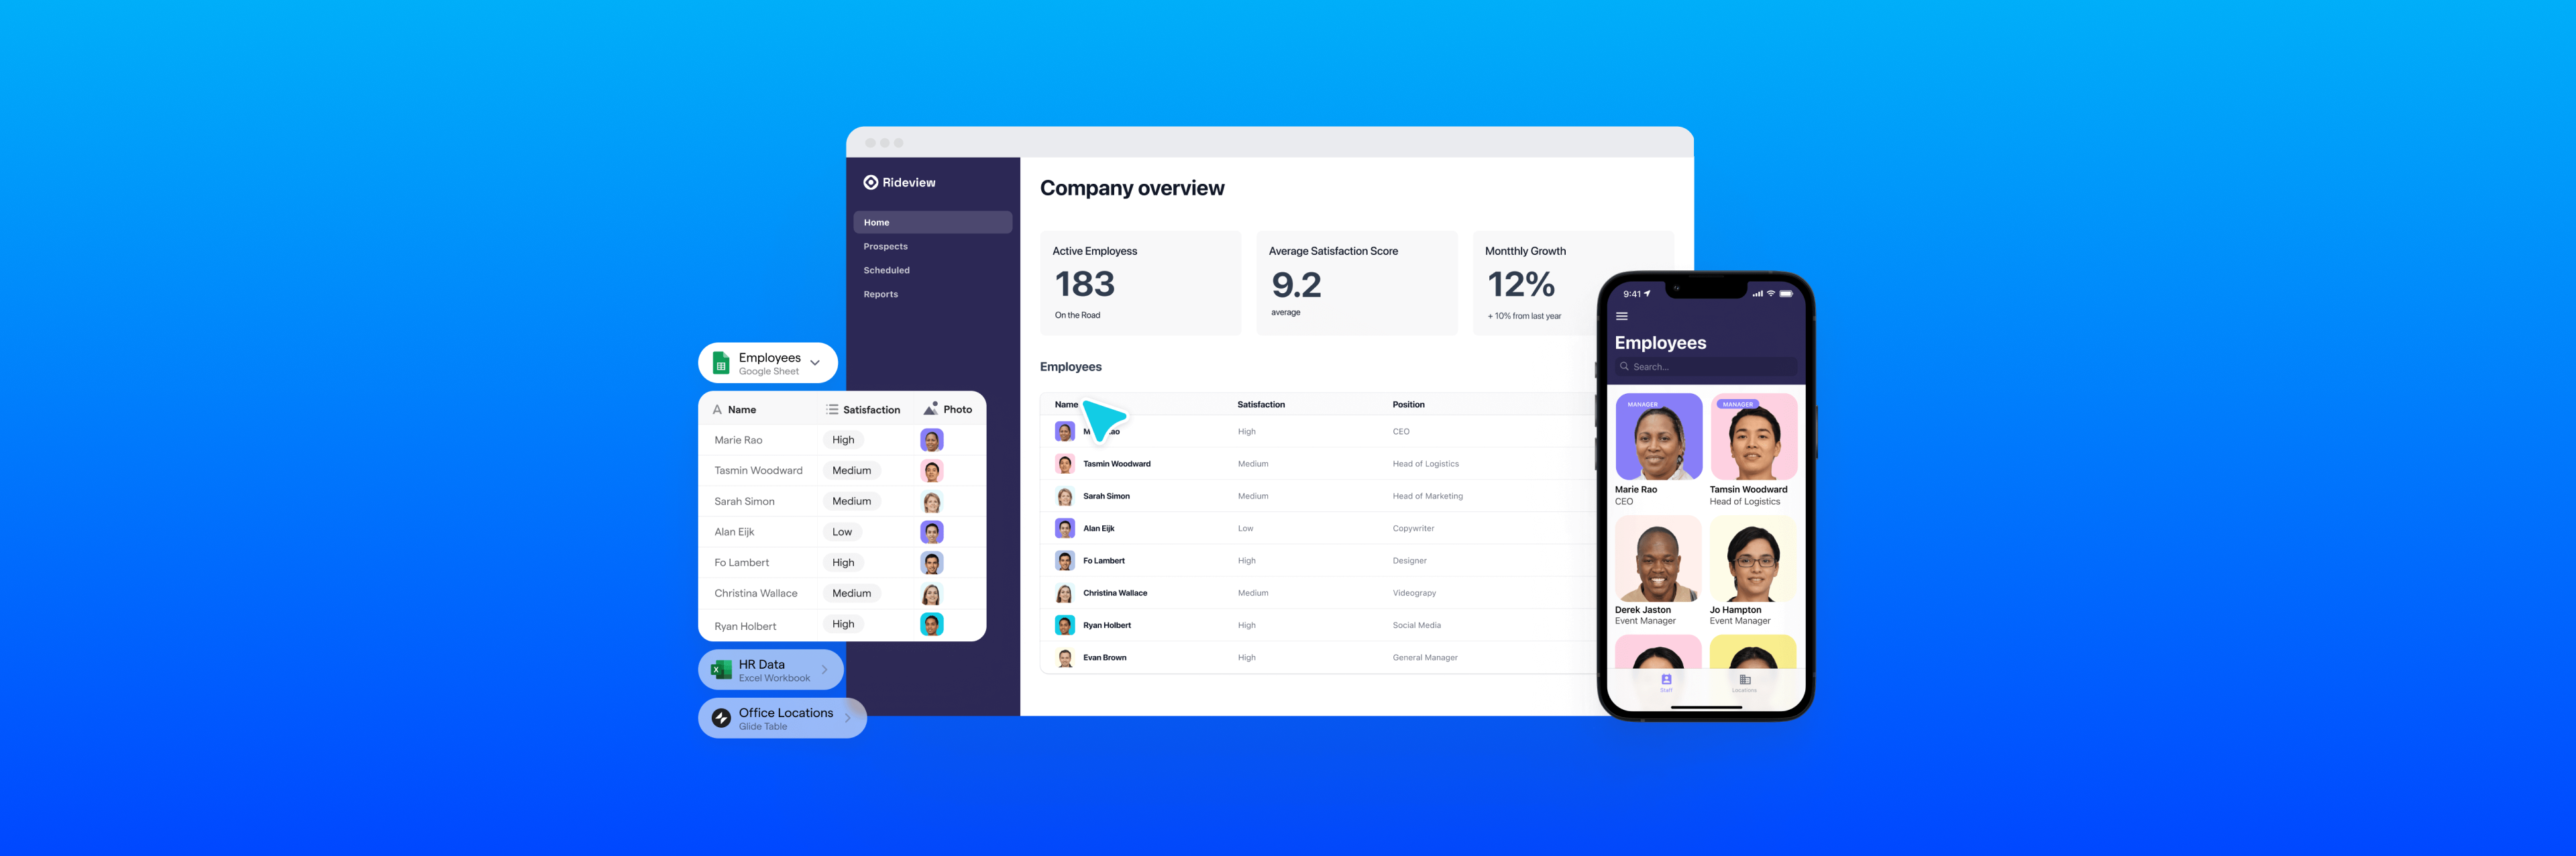 Rideview
Home
Prospects
Scheduled
Reports
Company overview
Active Employess
183
On the Road
Average Satisfaction Score
9.2
average
Montthly Growth
12%
+ 10% from last year
Employees
Name Satisfaction Position
High CEO
Tasmin Woodward Medium Head of Logistics
Sarah Simon Medium Head of Marketing
Alan Eijk Low Copywriter
Fo Lambert High Designer
Christina Wallace Medium Videograpy
Ryan Holbert High Social Media
Evan Brown High General Manager
Employees
Google Sheet
A Name Satisfaction Photo
Marie Rao High
Tasmin Woodward Medium
Sarah Simon Medium
Alan Eijk Low
Fo Lambert High
Christina Wallace Medium
Ryan Holbert High
X
HR Data
Excel Workbook
Office Locations
Glide Table
9:41
Employees
Search...
MANAGER MANAGER
Marie Rao Tamsin Woodward
CEO Head of Logistics
Derek Jaston Jo Hampton
Event Manager Event Manager
Staff Locations